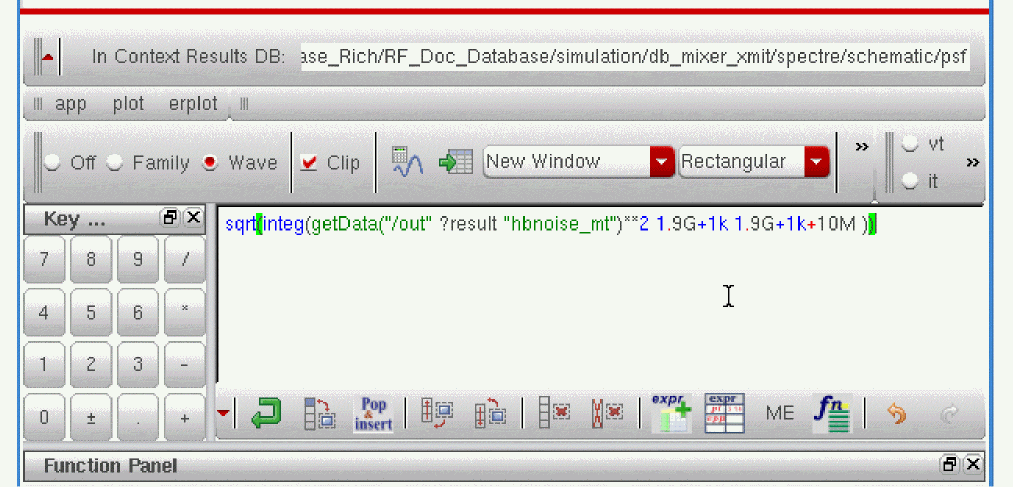 In Context Results DB: ase_Rich/RF_Doc_Database/simulation/db_mixer_xmit/spectre/schematic/psf
app plot erplot
Off Family Wave Clip New Window Rectangular » vt
it »
Key ...
sqrt(integ(getData("/out" ?result "hbnoise_mt")**2 1.9G+1k 1.9G+1k+10M ))
7 8 9 /
4 5 6 *
1 2 3 -
0 ± . +
Pop & insert
expr
expr
ME
fn
Function Panel